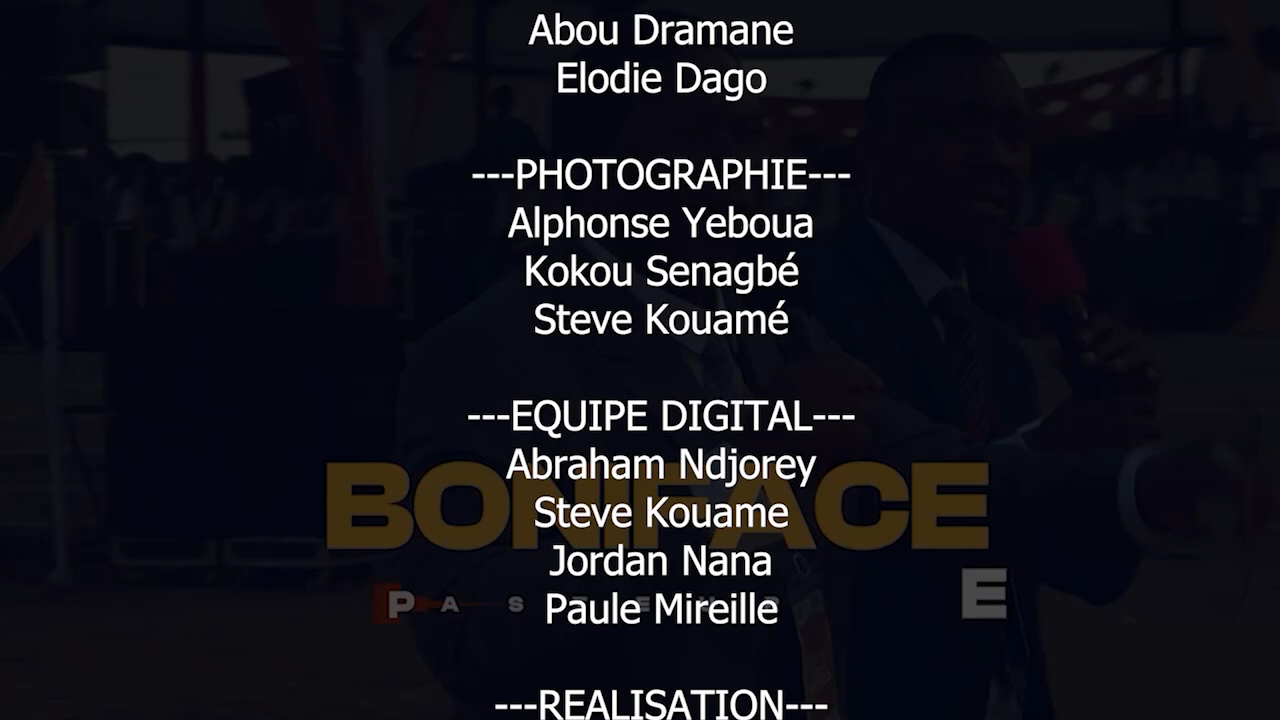 Abou Dramane
Elodie Dago
---PHOTOGRAPHIE---
Alphonse Yeboua
Kokou Senagbé
Steve Kouamé
---EQUIPE DIGITAL---
Abraham Ndjorey
BONIFACE
Steve Kouame
Jordan Nana
Paule Mireille
---REALISATION---